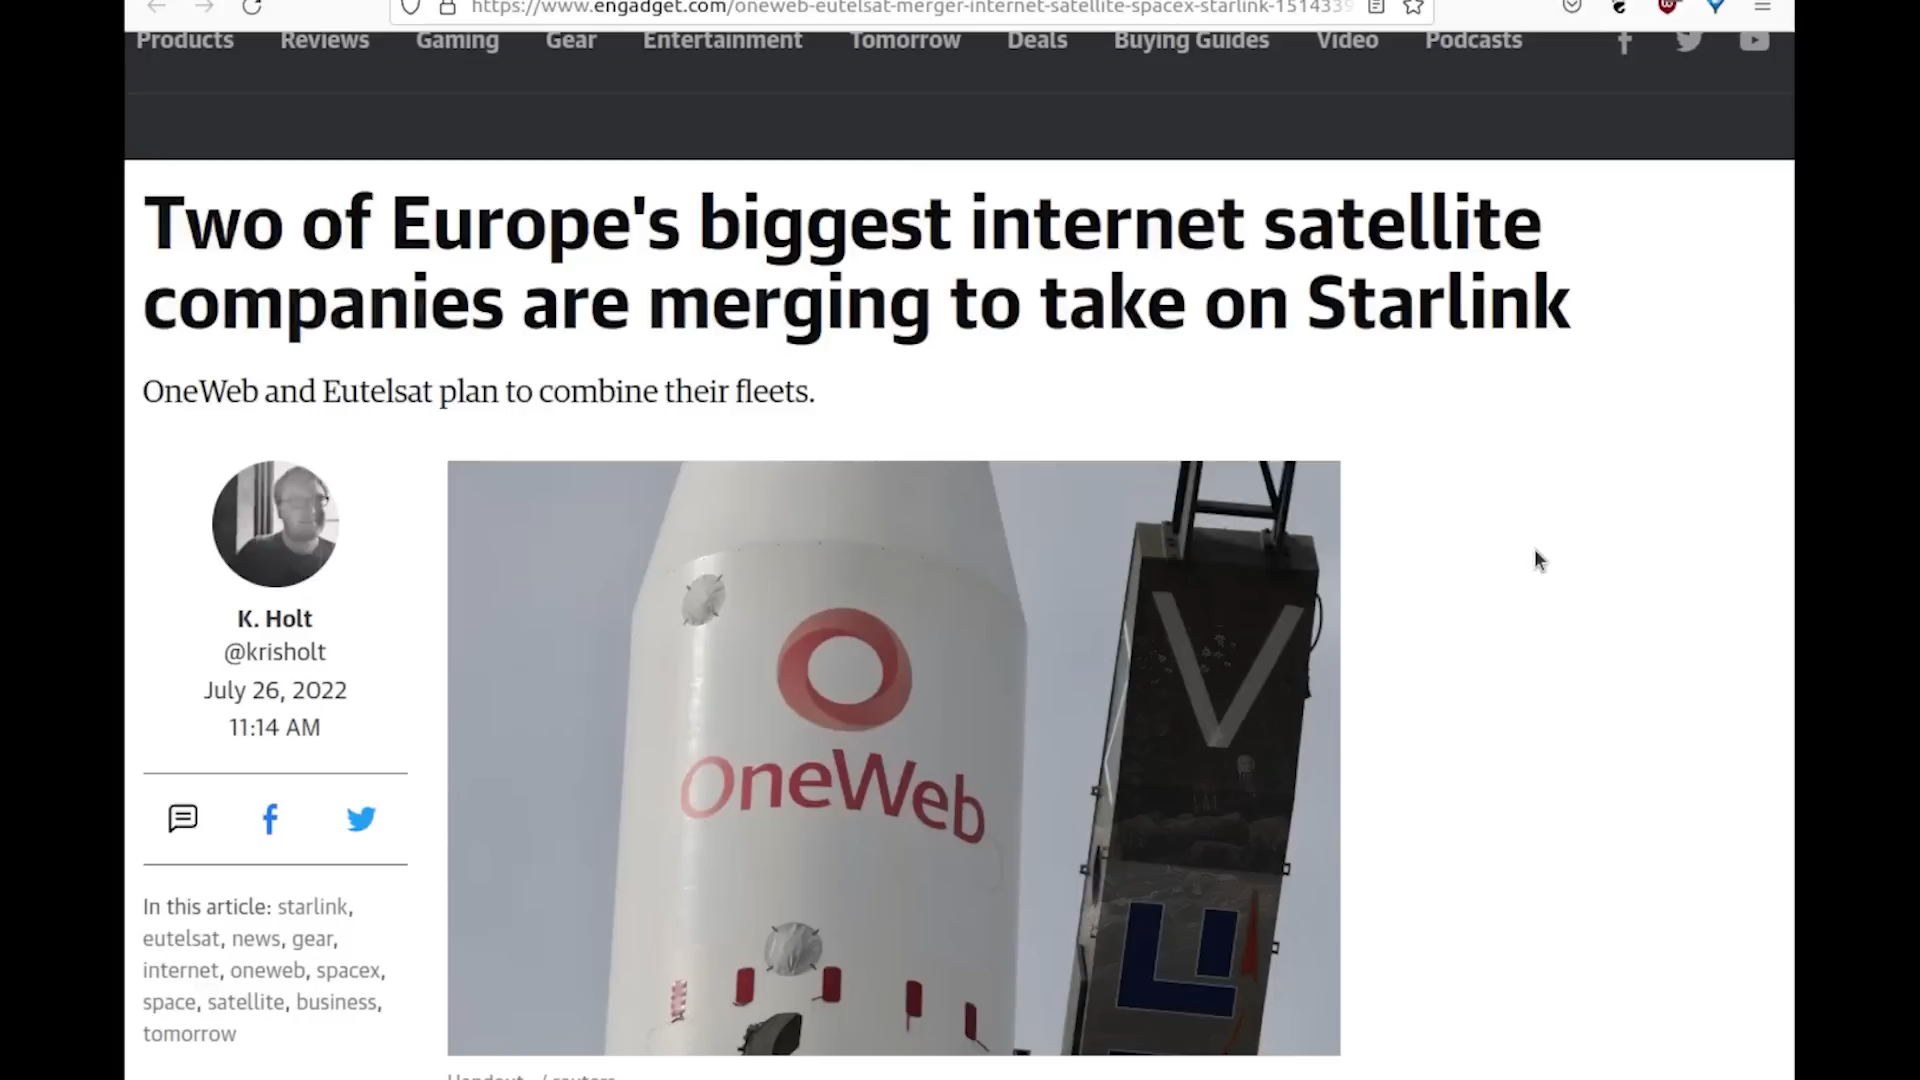 https://www.engadget.com/oneweb-eutelsat-merger-internet-satellite-spacex-starlink-1514339
Products Reviews Gaming Gear Entertainment Tomorrow Deals Buying Guides Video Podcasts
Two of Europe's biggest internet satellite
companies are merging to take on Starlink
OneWeb and Eutelsat plan to combine their fleets.
K. Holt
@krisholt
July 26, 2022
11:14 AM
In this article: starlink,
eutelsat, news, gear,
internet, oneweb, spacex,
space, satellite, business,
tomorrow
OneWeb
V